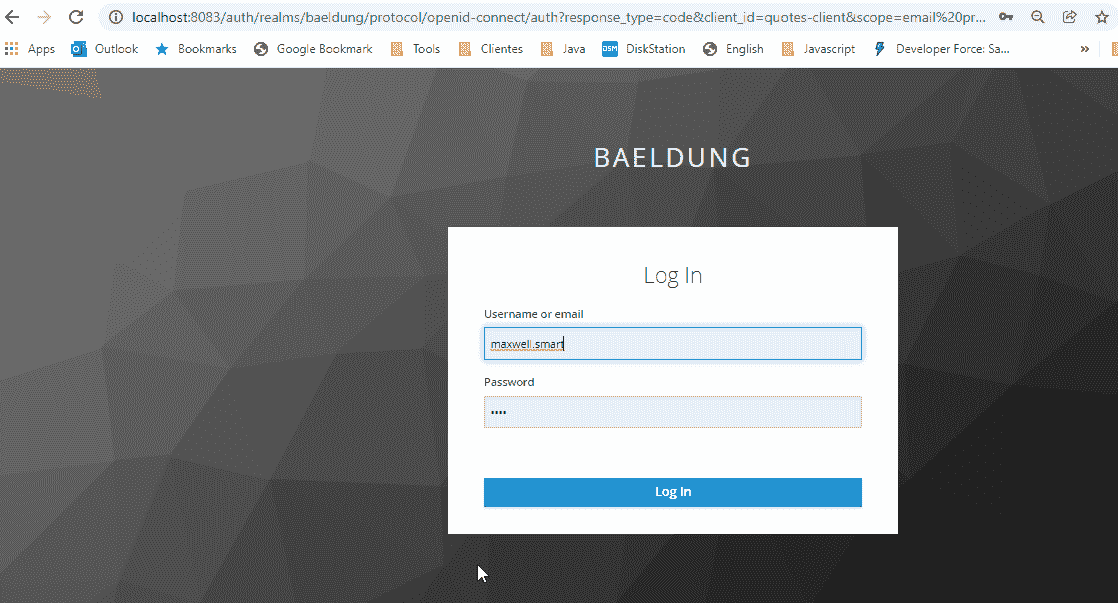 localhost:8083/auth/realms/baeldung/protocol/openid-connect/auth?response_type=code&client_id=quotes-client&scope=email%20pr...
Apps Outlook Bookmarks Google Bookmark Tools Clientes Java DSM DiskStation English Javascript Developer Force: Sa... »
BAELDUNG
Log In
Username or email
maxwell.smart
Password
••••
Log In